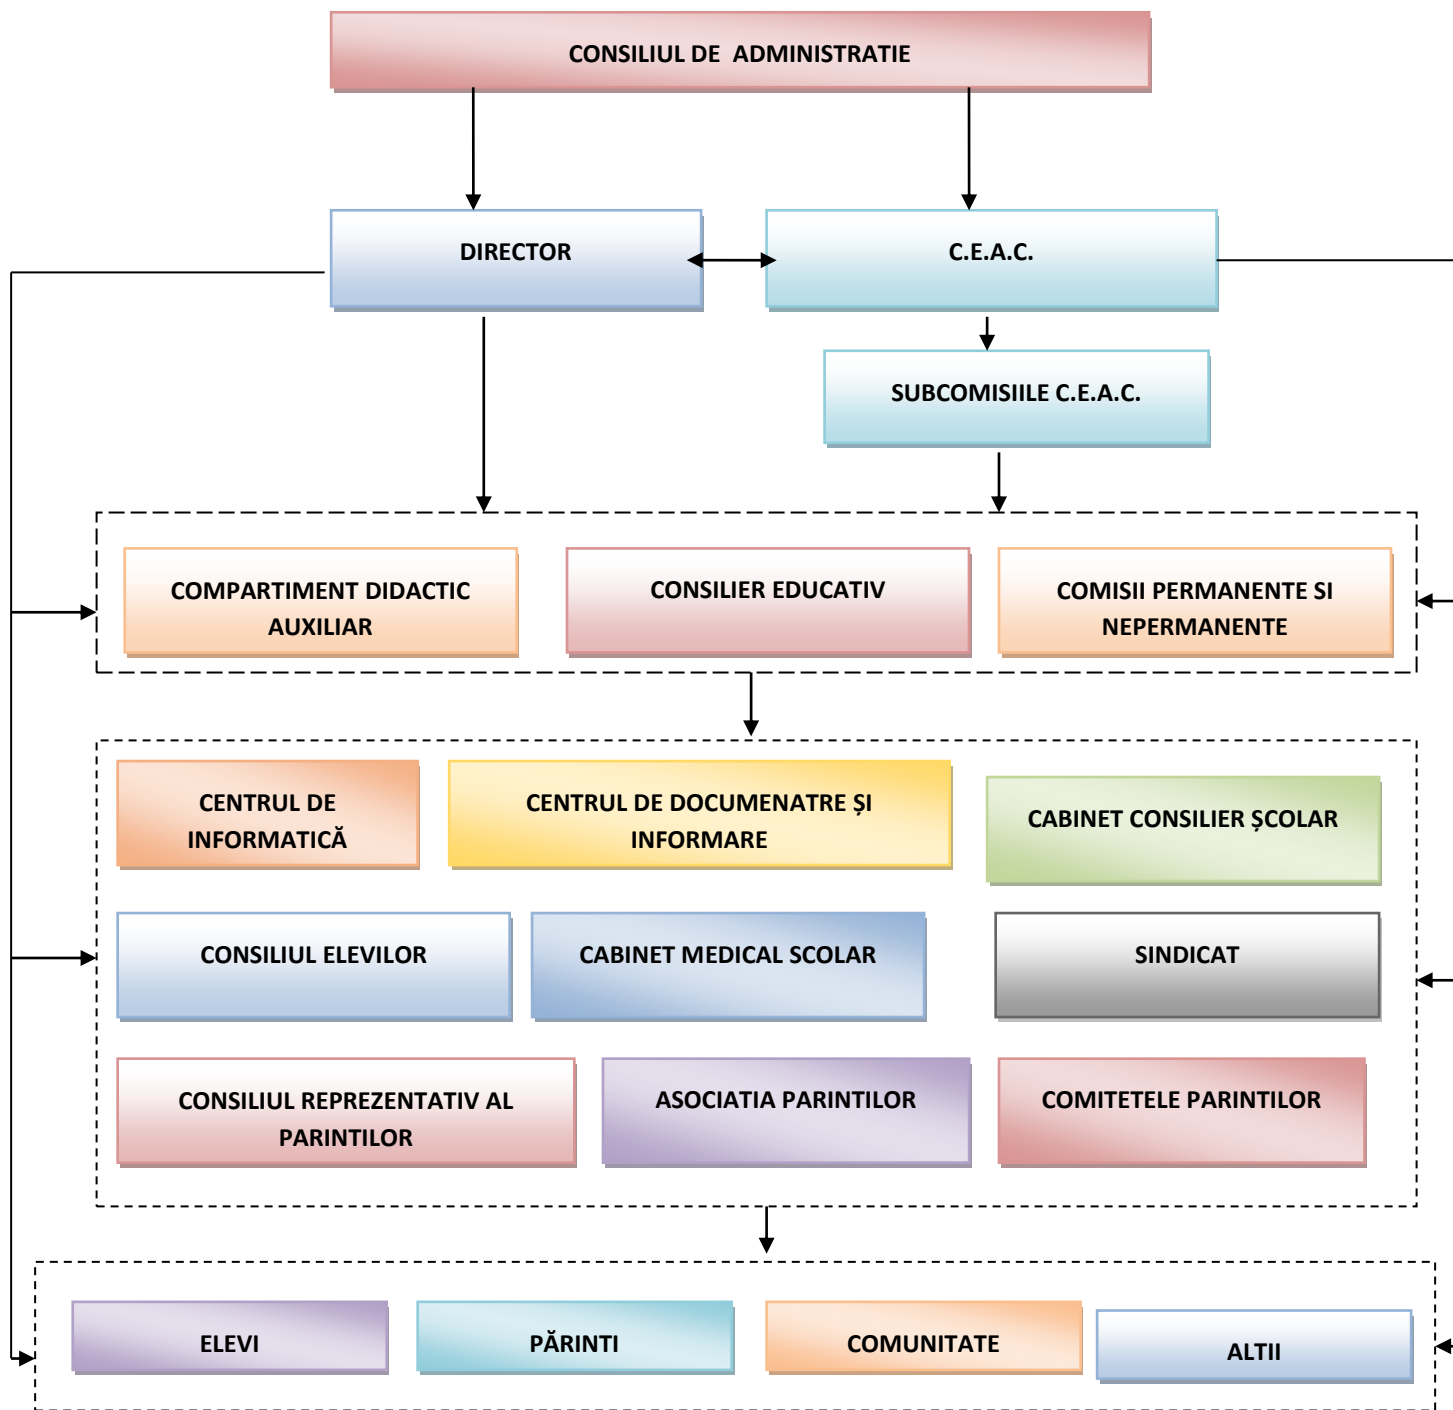 CONSILIUL DE ADMINISTRATIE
DIRECTOR
C.E.A.C.
SUBCOMISIILE C.E.A.C.
COMPARTIMENT DIDACTIC
AUXILIAR
CONSILIER EDUCATIV
COMISII PERMANENTE SI
NEPERMANENTE
CENTRUL DE
INFORMATICĂ
CENTRUL DE DOCUMENATRE ȘI
INFORMARE
CABINET CONSILIER ȘCOLAR
CONSILIUL ELEVILOR
CABINET MEDICAL SCOLAR
SINDICAT
CONSILIUL REPREZENTATIV AL
PARINTILOR
ASOCIATIA PARINTILOR
COMITETELE PARINTILOR
ELEVI
PĂRINTI
COMUNITATE
ALTII